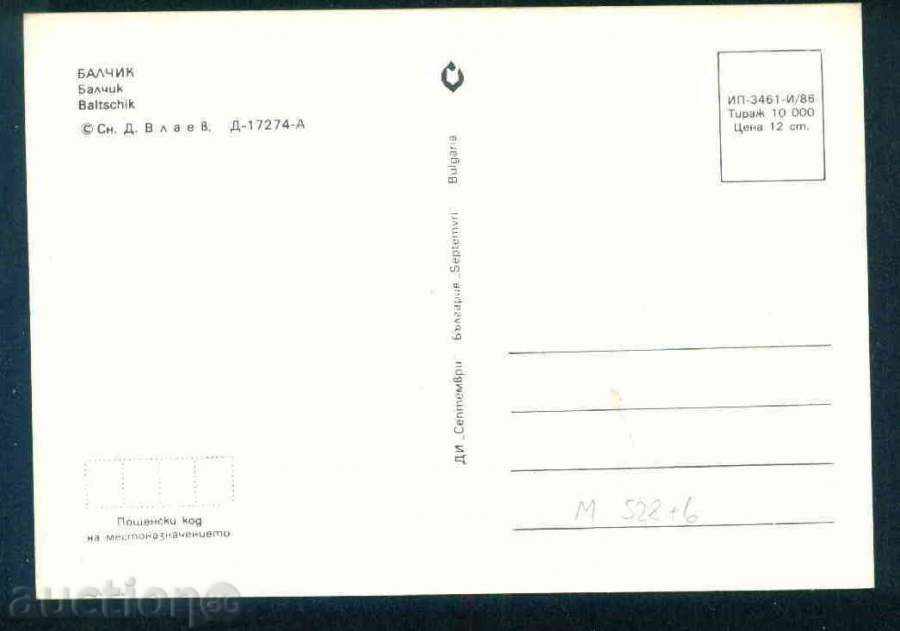 БАЛЧИК
Балчик
Baltschik
© Сн. Д. Влаев. Д-17274-А
ДИ „Септември" България „Septemvri" Bulgaria
ИП-3461-И/86
Тираж 10 000
Цена 12 ст.
М 528+6
Пощенски код
на местоназначението
auction